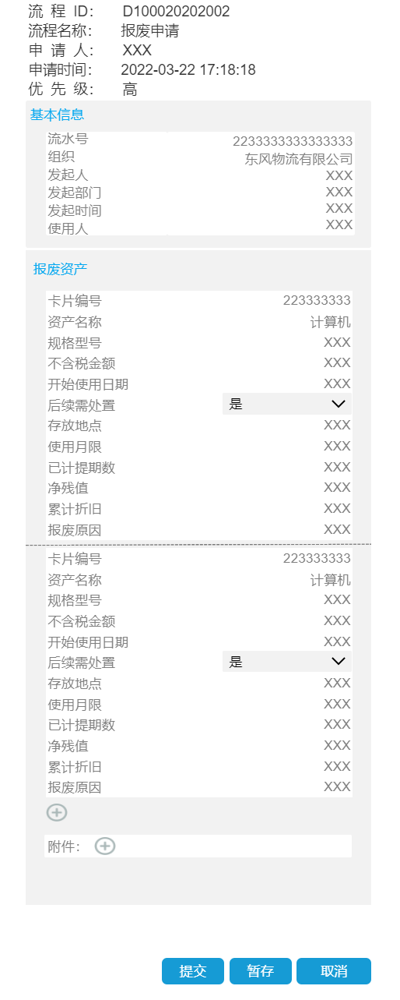 流 程 ID： D100020202002
流程名称： 报废申请
申 请 人： XXX
申请时间： 2022-03-22 17:18:18
优 先 级： 高
基本信息
流水号 2233333333333333
组织 东风物流有限公司
发起人 XXX
发起部门 XXX
发起时间 XXX
使用人 XXX
报废资产
卡片编号 223333333
资产名称 计算机
规格型号 XXX
不含税金额 XXX
开始使用日期 XXX
后续需处置 是
存放地点 XXX
使用月限 XXX
已计提期数 XXX
净残值 XXX
累计折旧 XXX
报废原因 XXX
卡片编号 223333333
资产名称 计算机
规格型号 XXX
不含税金额 XXX
开始使用日期 XXX
后续需处置 是
存放地点 XXX
使用月限 XXX
已计提期数 XXX
净残值 XXX
累计折旧 XXX
报废原因 XXX
附件：
提交 暂存 取消